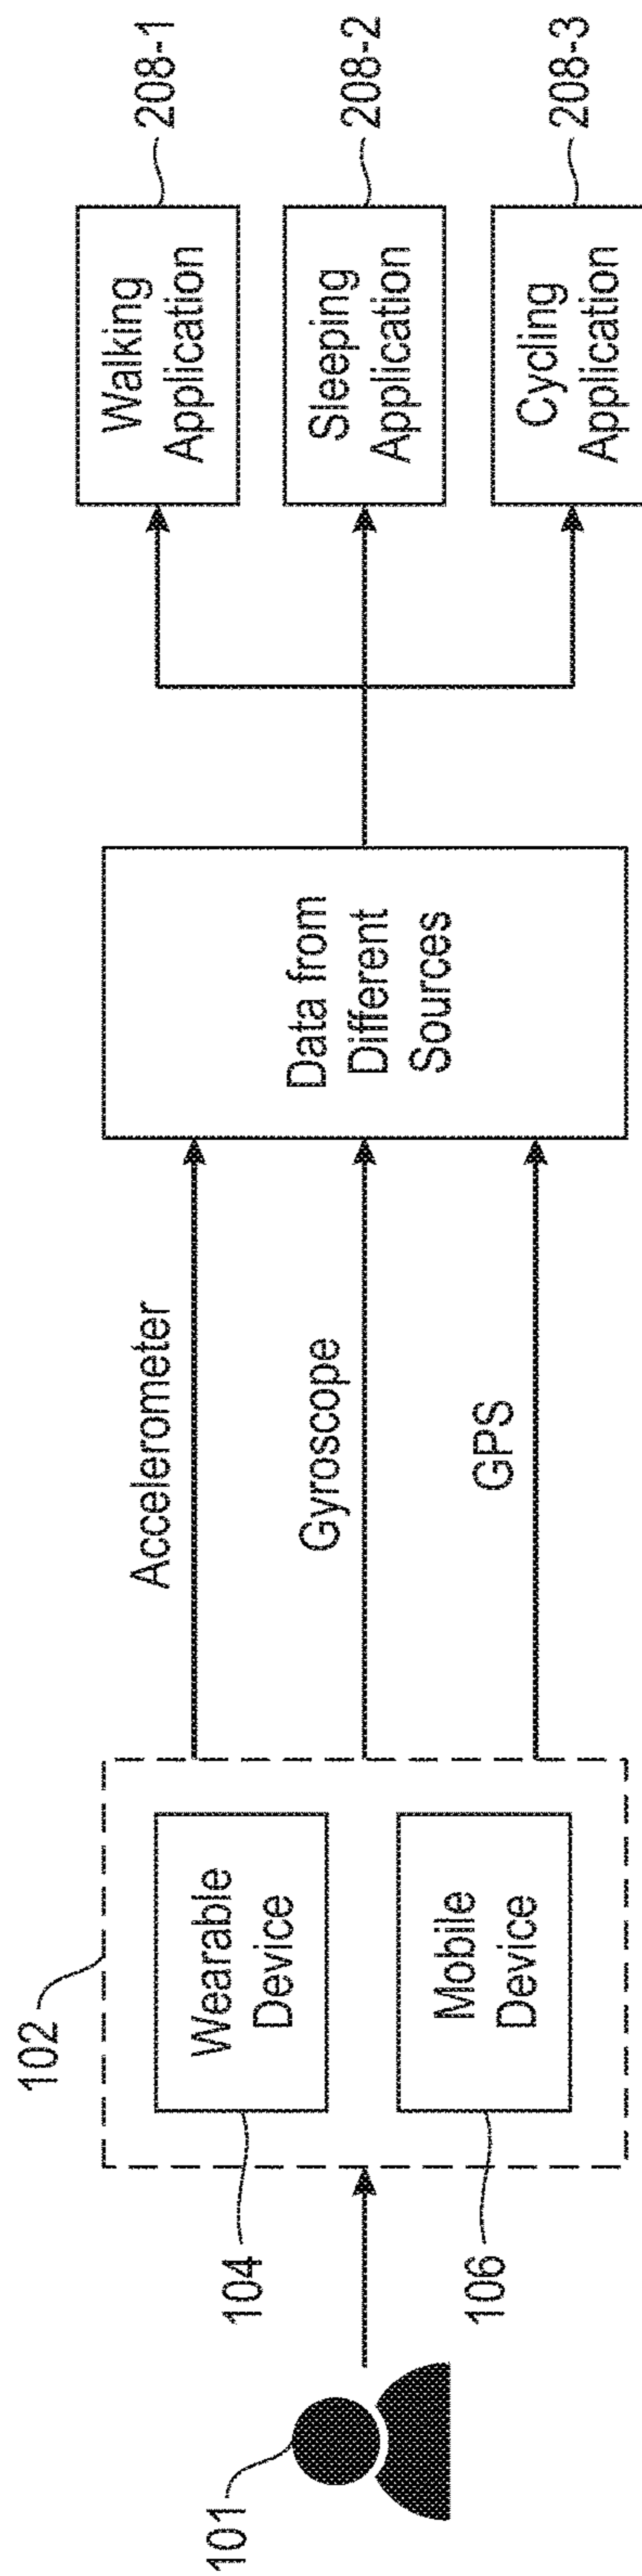 101
102
104
Wearable
Device
106
Mobile
Device
Accelerometer
Gyroscope
GPS
Data from
Different
Sources
Walking
Application
208-1
Sleeping
Application
208-2
Cycling
Application
208-3